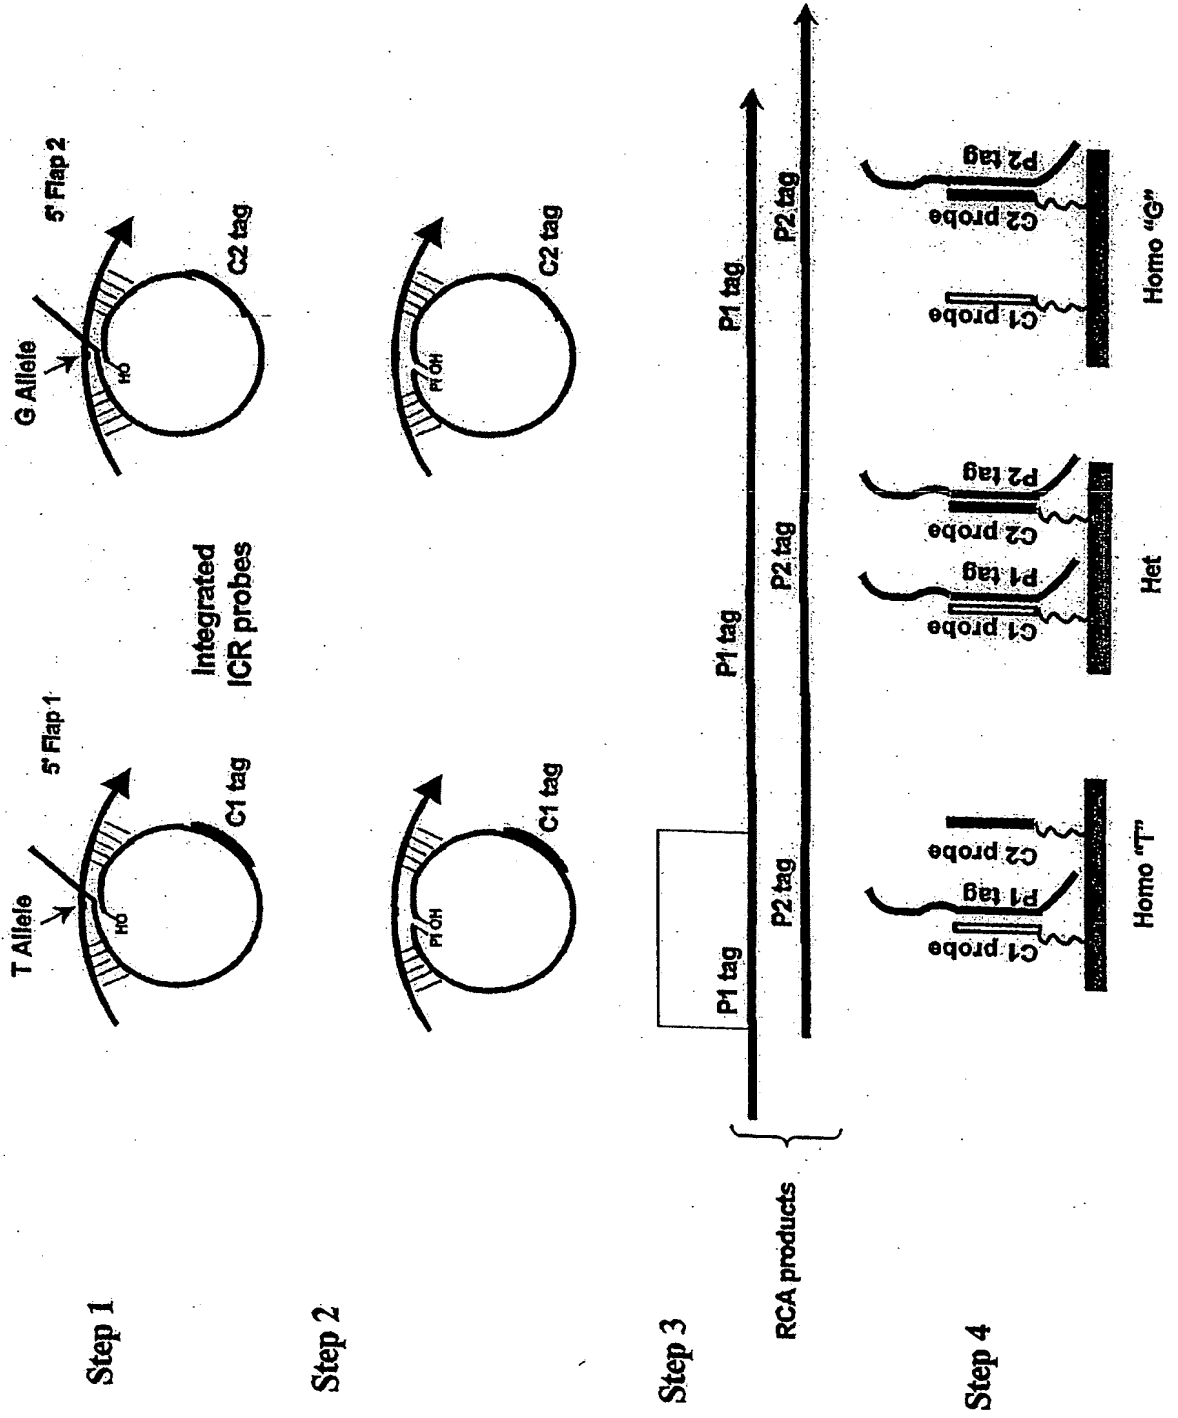 Step 1
T Allele
5' Flap 1
HO
C1 tag
Integrated
ICR probes
G Allele
5' Flap 2
HO
C2 tag
Step 2
Pi OH
C1 tag
Pi OH
C2 tag
Step 3
RCA products
P1 tag
P1 tag
P1 tag
P2 tag
P2 tag
P2 tag
Step 4
C1 probe
P1 tag
C2 probe
Homo "T"
C1 probe
P1 tag
C2 probe
P2 tag
Het
C1 probe
C2 probe
P2 tag
Homo "G"